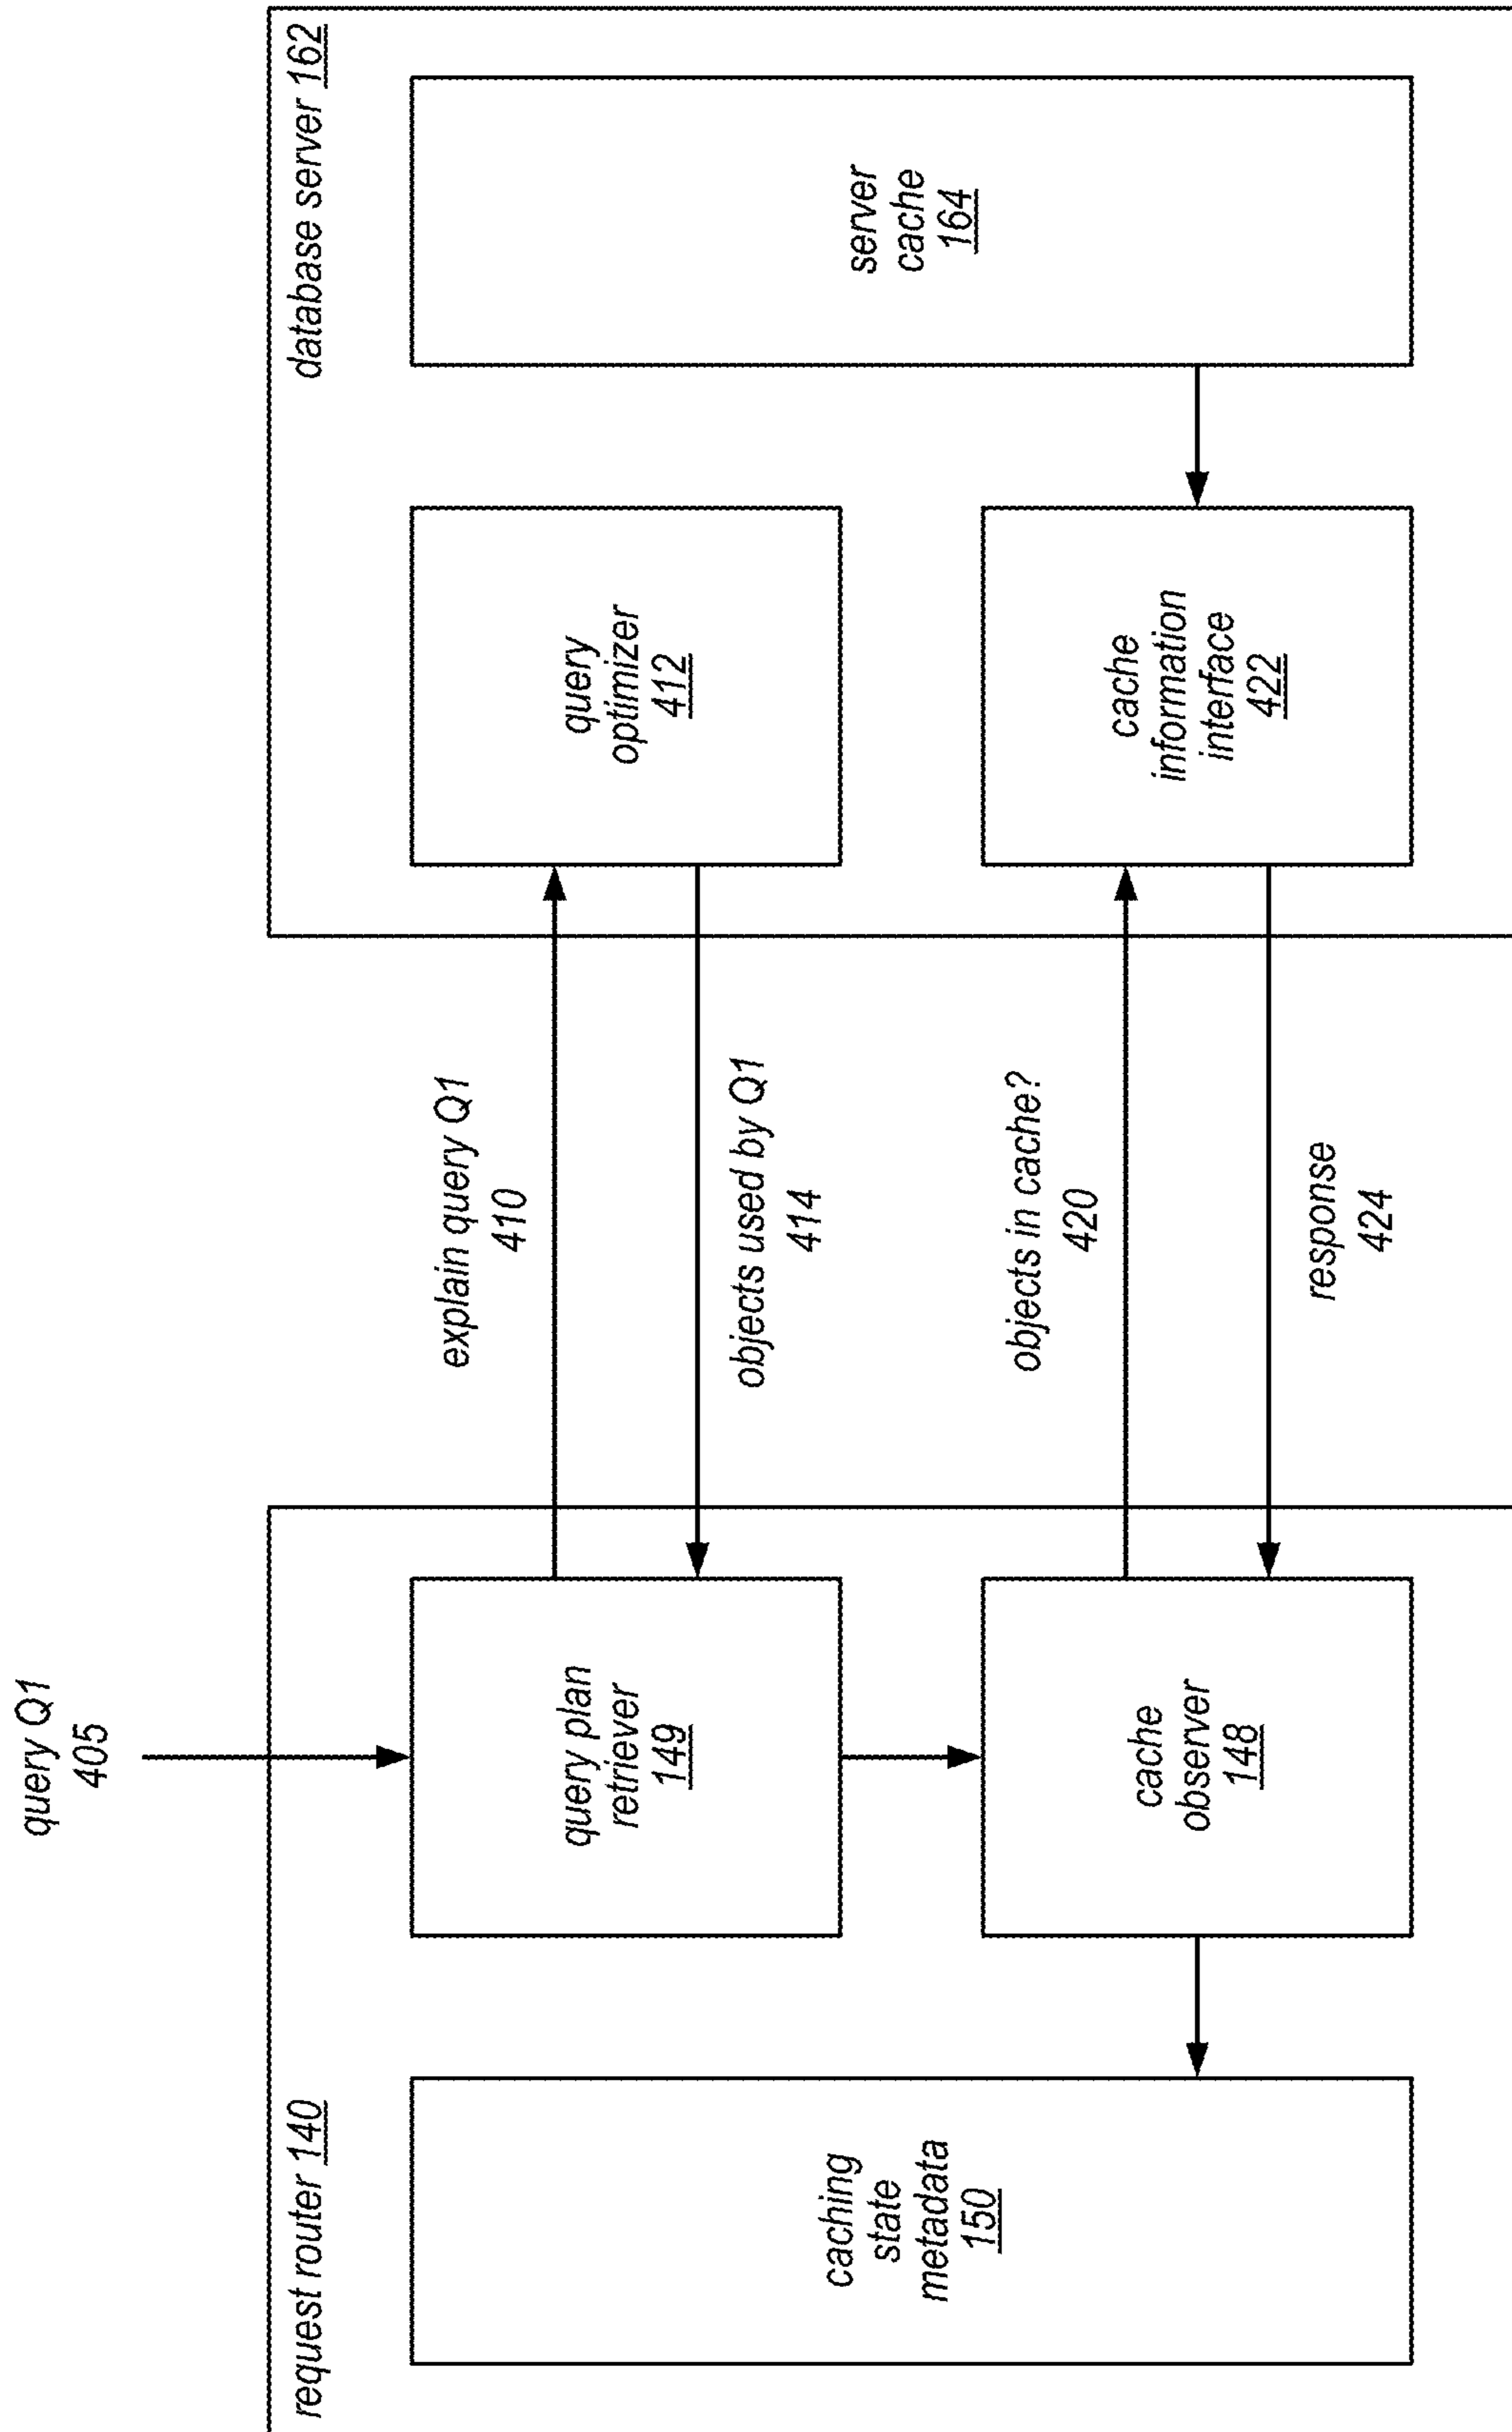 query Q1
405
request router 140
database server 162
caching
state
metadata
150
query plan
retriever
149
cache
observer
148
explain query Q1
410
objects used by Q1
414
objects in cache?
420
response
424
query
optimizer
412
cache
information
interface
422
server
cache
164